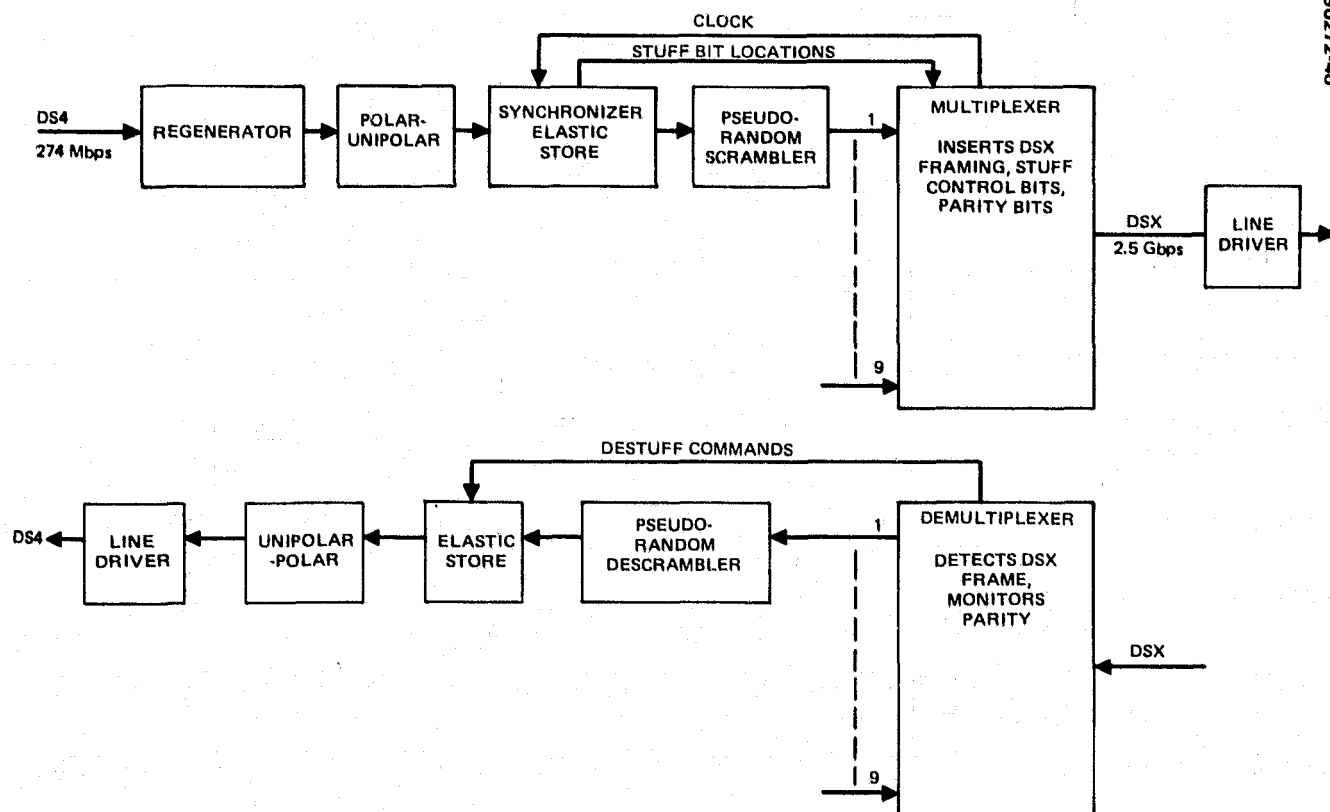 CLOCK
STUFF BIT LOCATIONS
DS4
274 Mbps
REGENERATOR
POLAR-
UNIPOLAR
SYNCHRONIZER
ELASTIC
STORE
PSEUDO-
RANDOM
SCRAMBLER
1
9
MULTIPLEXER
INSERTS DSX
FRAMING, STUFF
CONTROL BITS,
PARITY BITS
DSX
2.5 Gbps
LINE
DRIVER
DESTUFF COMMANDS
DS4
LINE
DRIVER
UNIPOLAR
-POLAR
ELASTIC
STORE
PSEUDO-
RANDOM
DESCRAMBLER
1
9
DEMULTIPLEXER
DETECTS DSX
FRAME,
MONITORS
PARITY
DSX